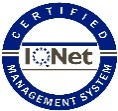 CERTIFIED
IQNet
MANAGEMENT SYSTEM